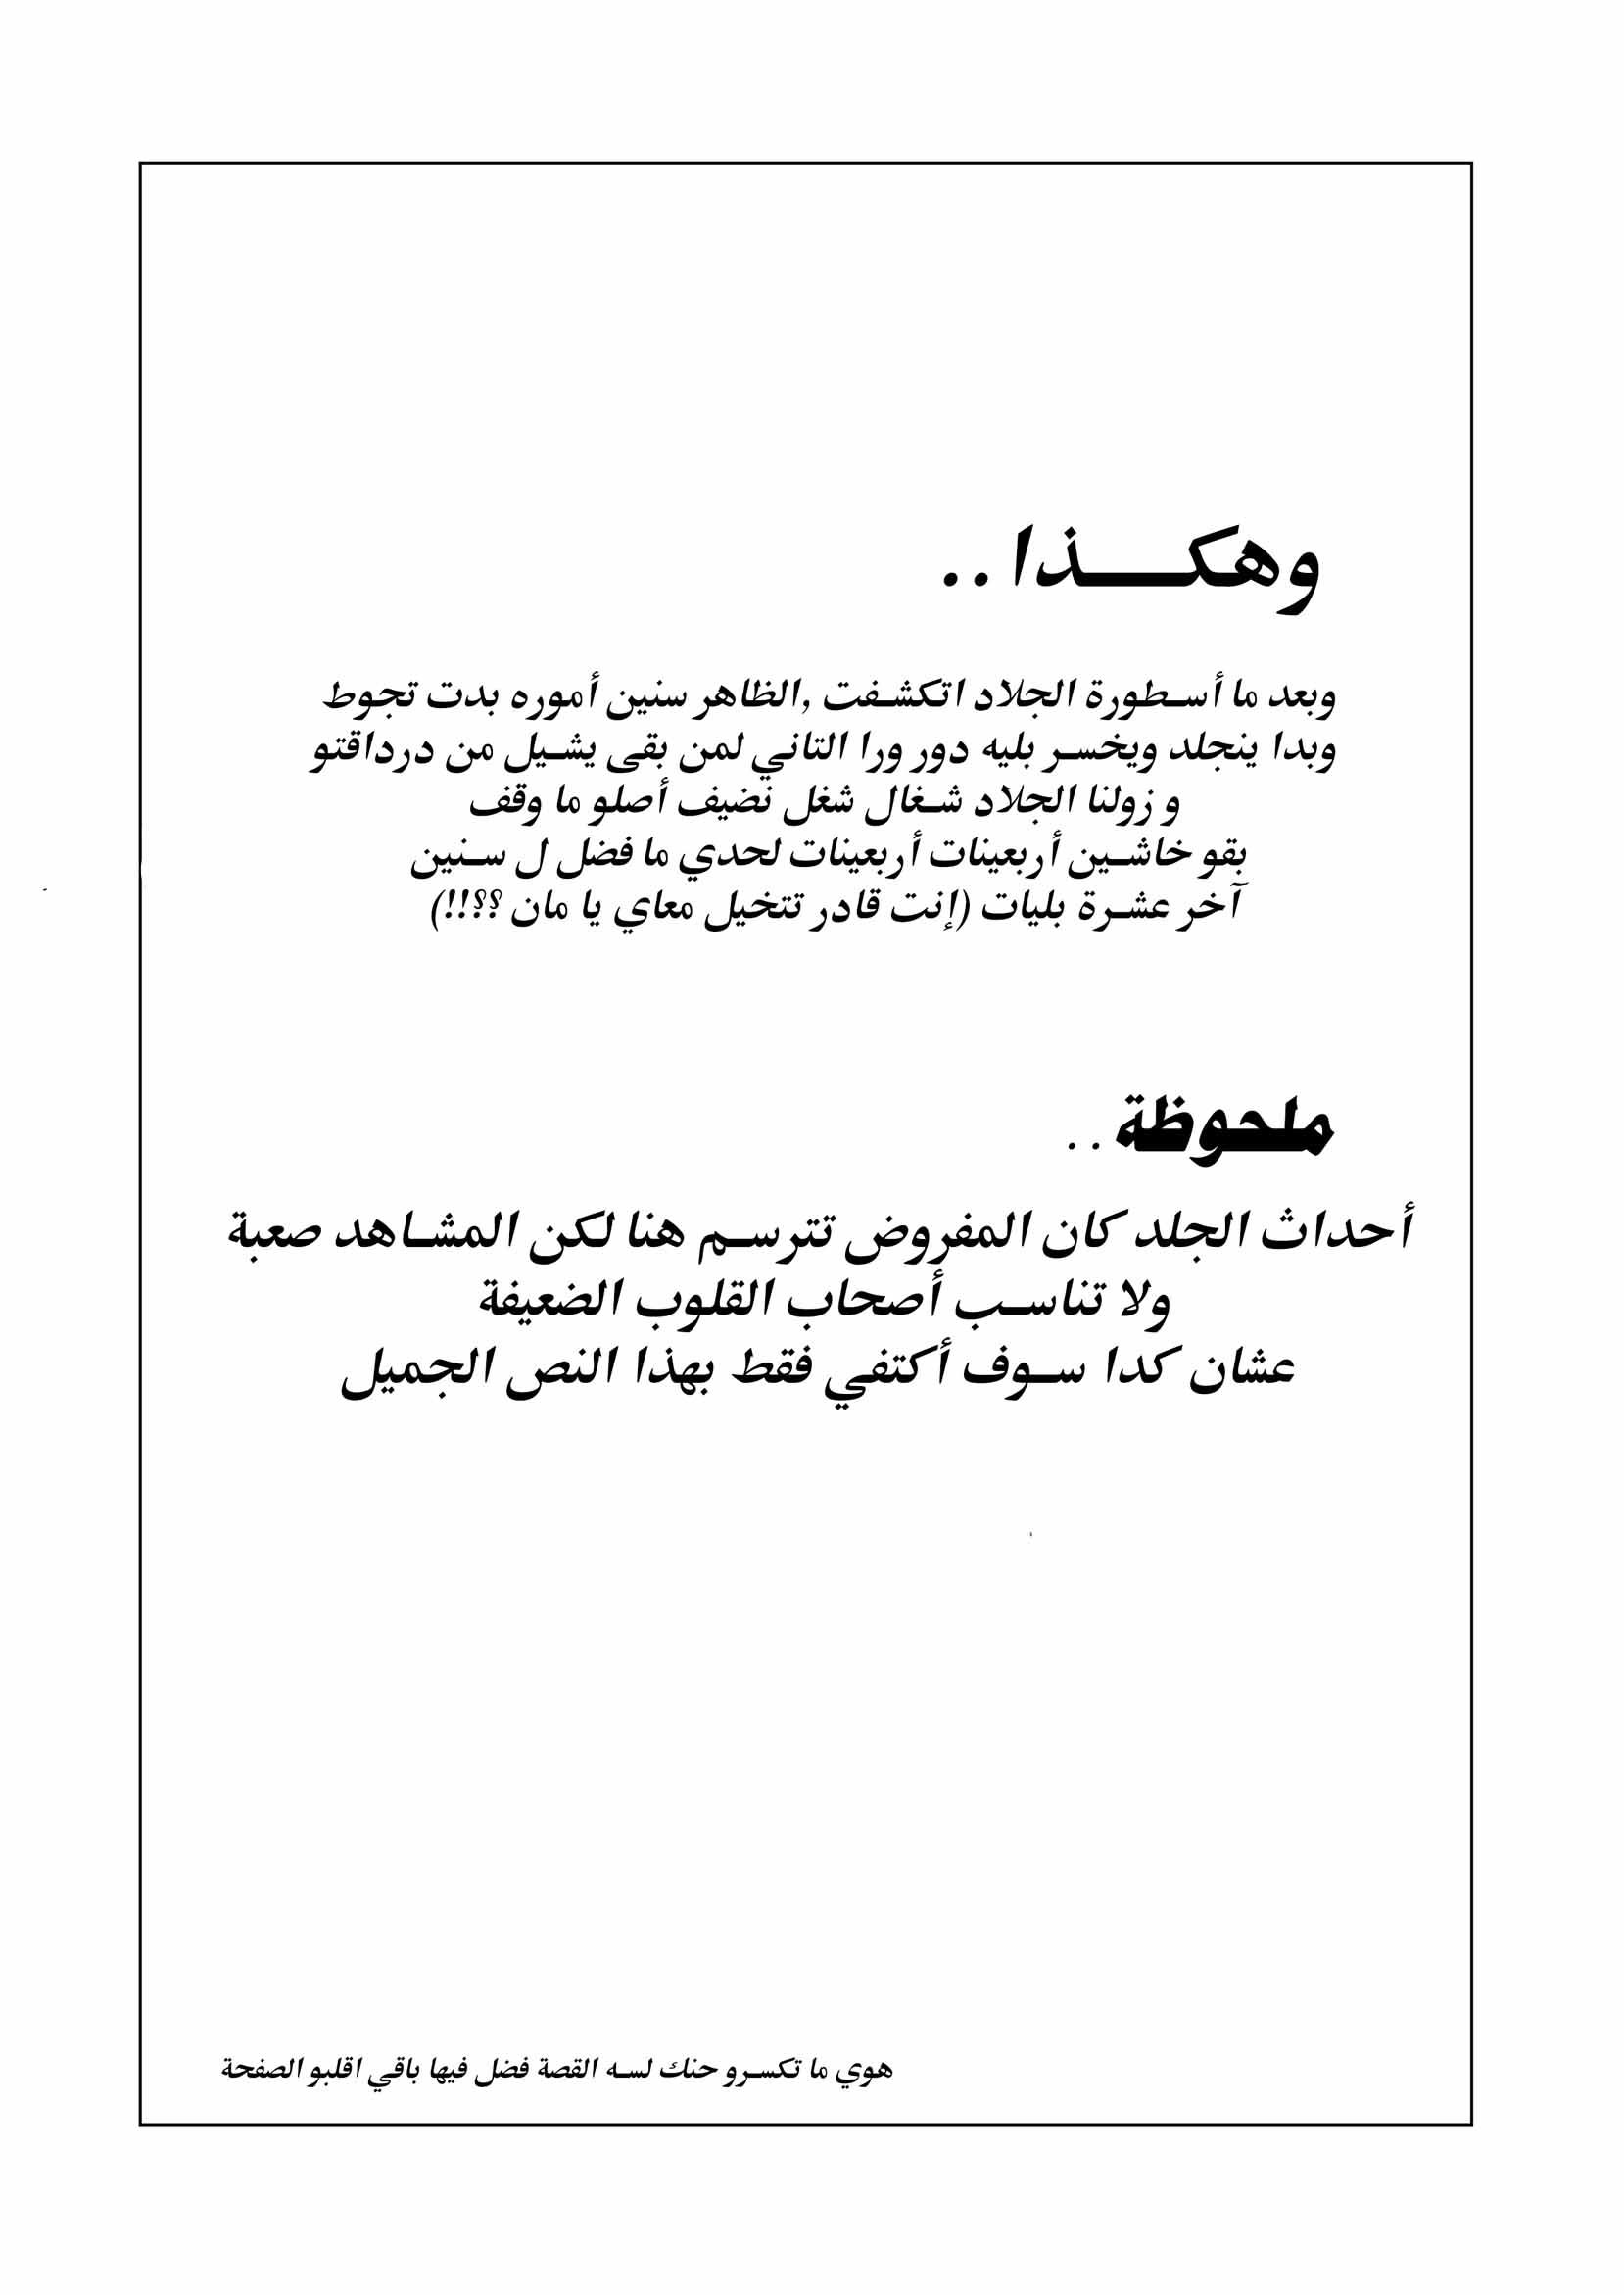 وهكـــذا..
وبعد ما أسطورة الجلاد اتكشفت ,الظاهر سنين أموره بدت تجوط
وبدا ينجلد ويخسر بليه دور ورا التاني لمن بقى يشيل من درداقتو
و زولنا الجلاد شغال شغل نضيف أصلو ما وقف
بقو خاشين أربعينات أربعينات لحدي ما فضل ل سنين
آخر عشرة بليات (إنت قادر تتخيل معاي يا مان ؟؟!!)
ملحوظة..
أحداث الجلد كان المفروض تترسم هنا لكن المشاهد صعبة
ولا تناسب أصحاب القلوب الضعيفة
عشان كدا سوف أكتفي فقط بهذا النص الجميل
هوي ما تكسرو حنك لسه القصة فضل فيها باقي اقلبو الصفحة